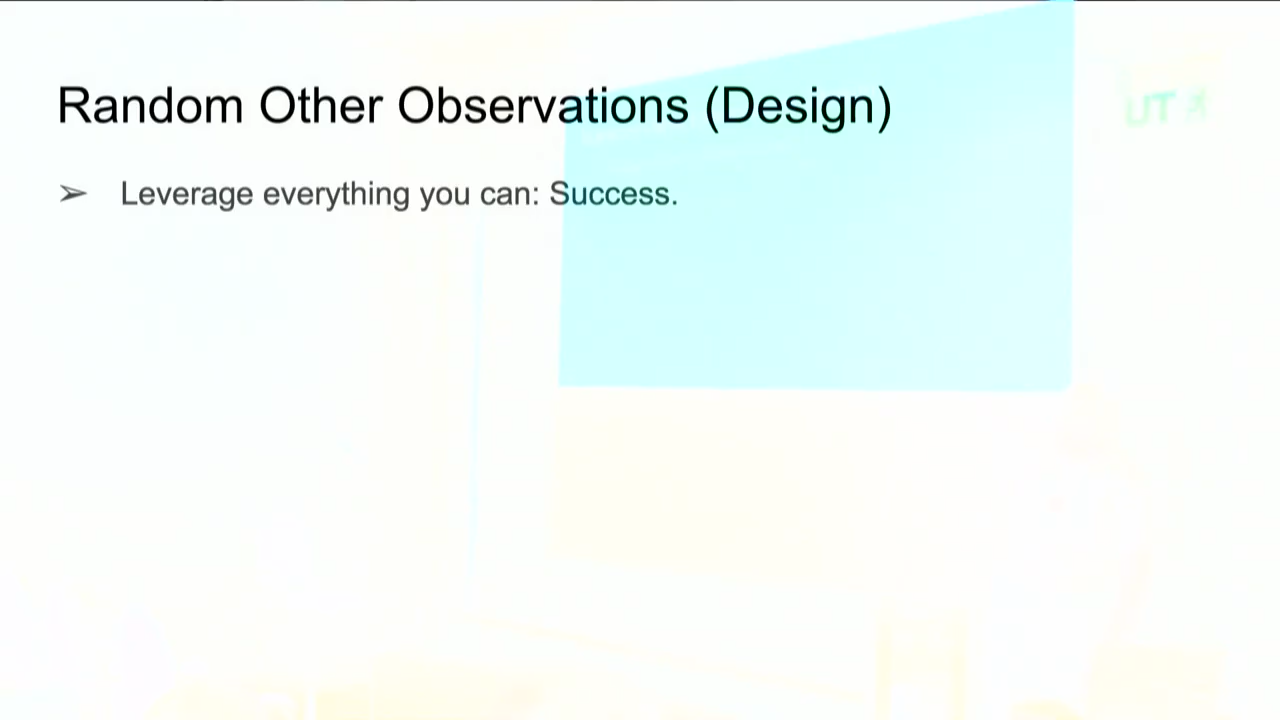 Random Other Observations (Design)
➢ Leverage everything you can: Success.